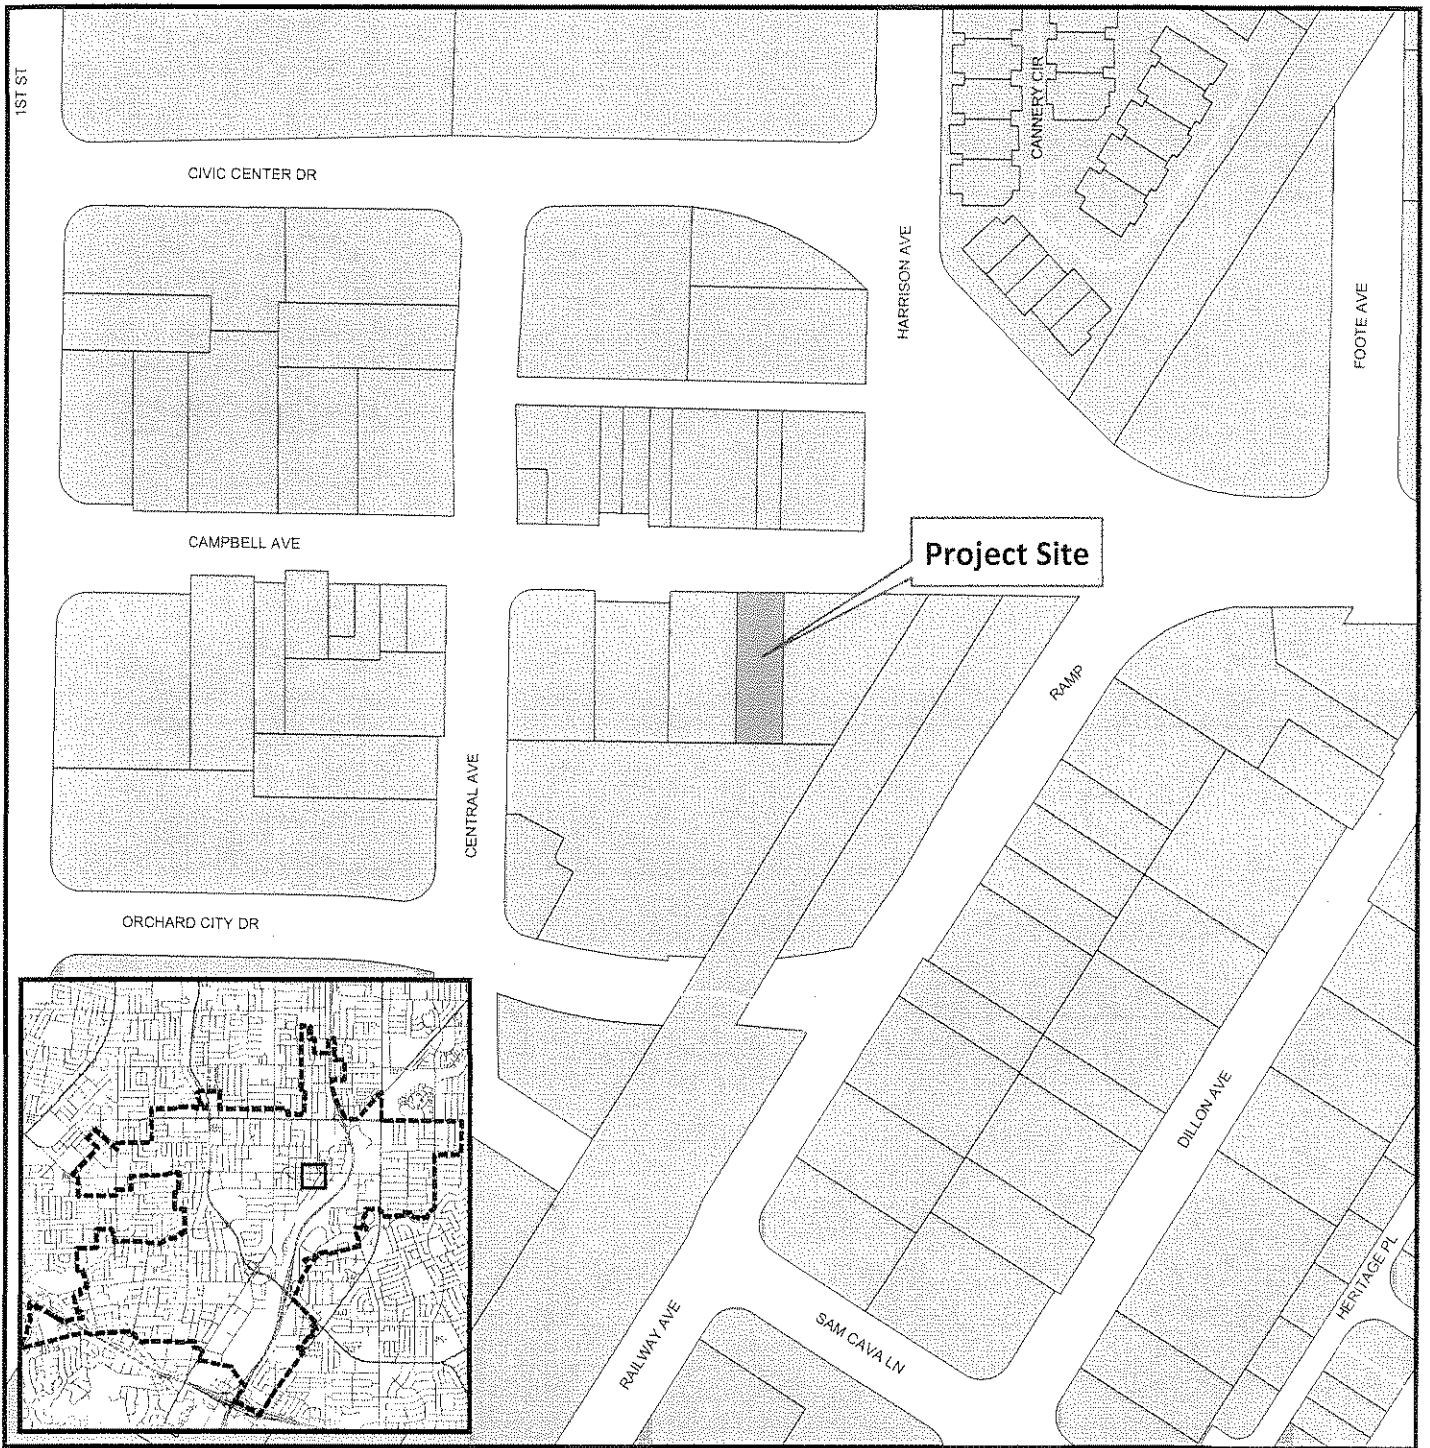 1ST ST
CANNERY CIR
CIVIC CENTER DR
HARRISON AVE
FOOTE AVE
CAMPBELL AVE
Project Site
RAMP
CENTRAL AVE
ORCHARD CITY DR
DILLON AVE
HERITAGE PL
RAILWAY AVE
SAM CAVA LN